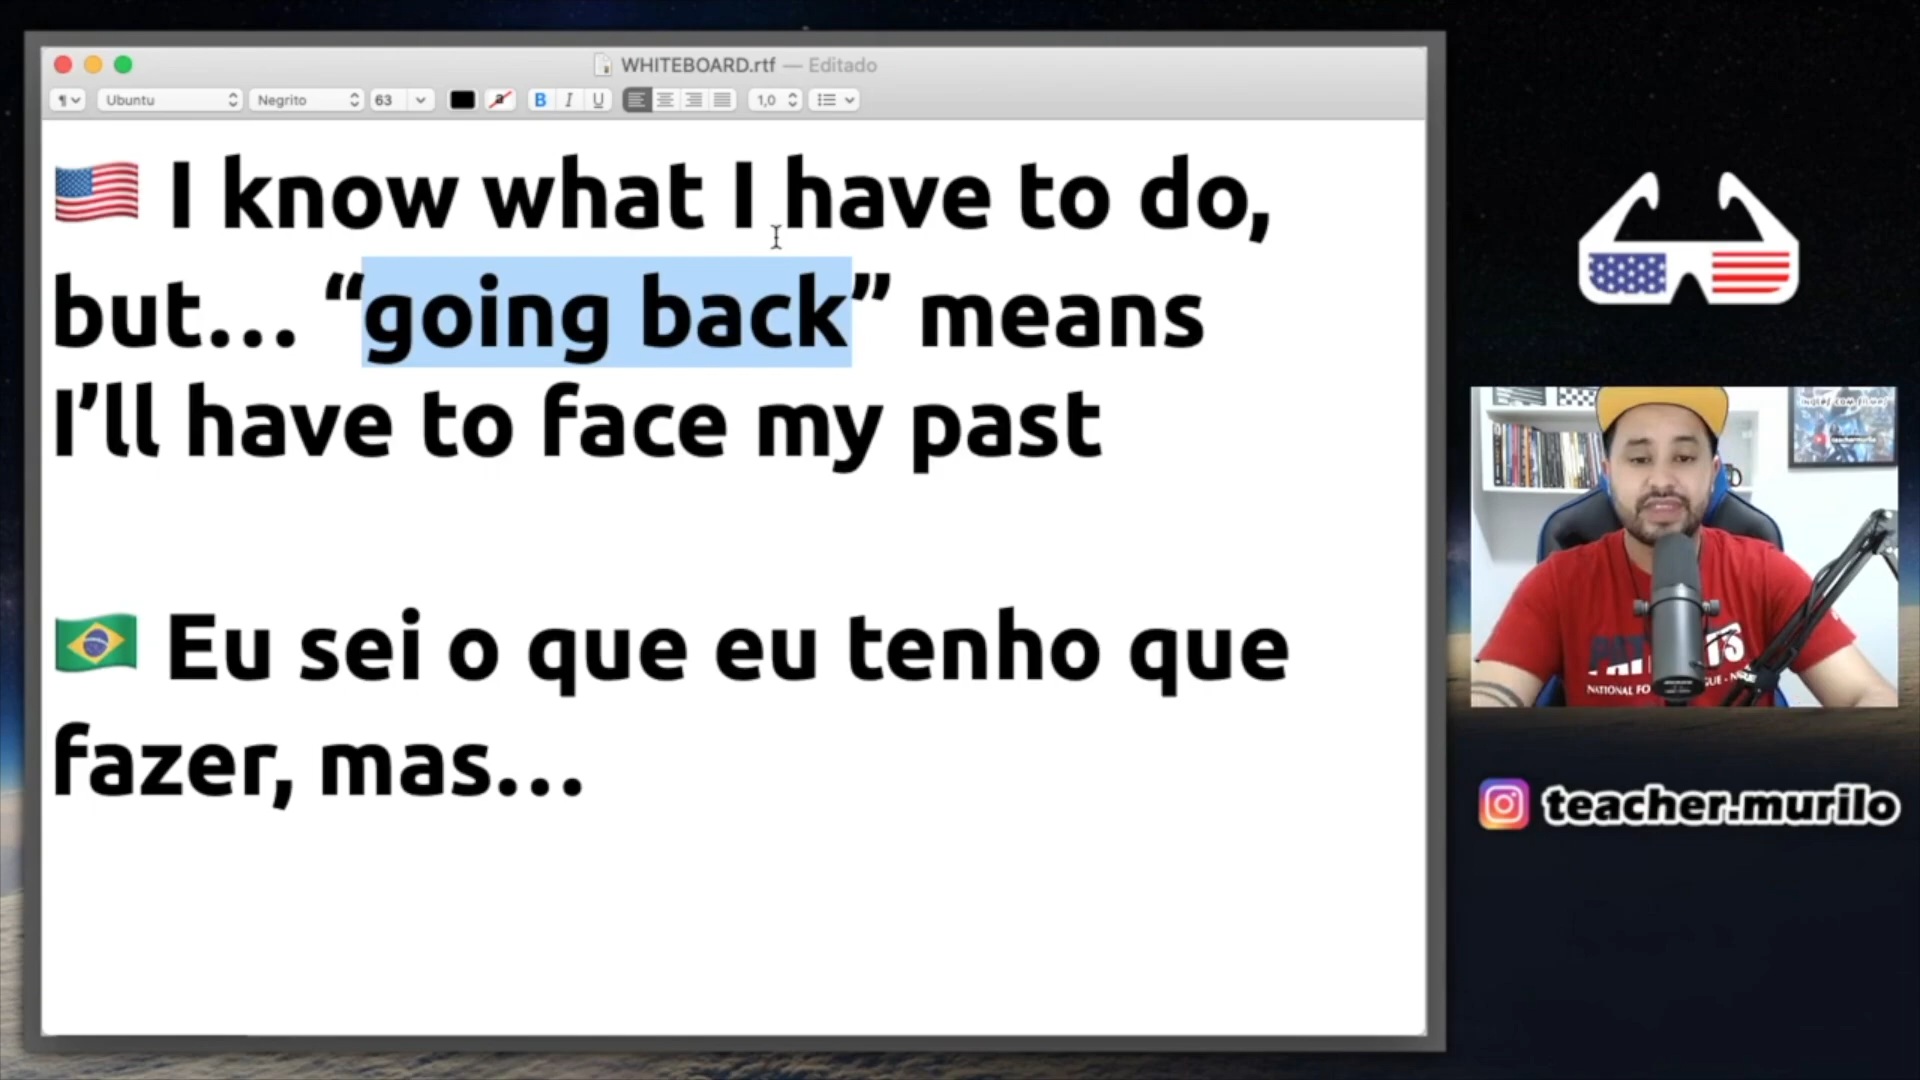 WHITEBOARD.rtf — Editado
¶ Ubuntu Negrito 63 a B I U 1,0
🇺🇸 I know what I have to do,
but... “going back” means
I’ll have to face my past
🇧🇷 Eu sei o que eu tenho que
fazer, mas...
teacher.murilo